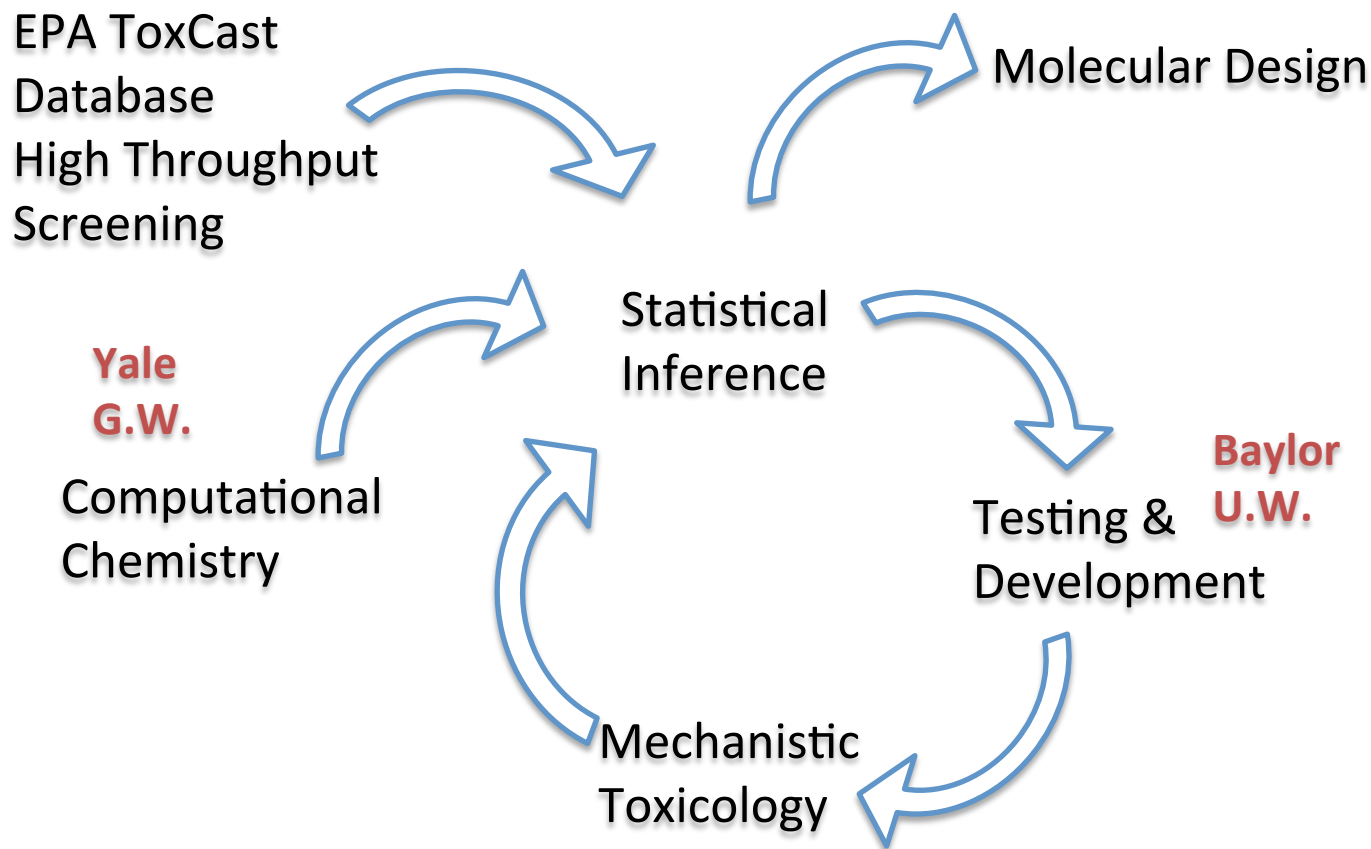 EPA ToxCast
Database
High Throughput
Screening
Molecular Design
Statistical
Inference
Yale
G.W.
Computational
Chemistry
Baylor
U.W.
Testing &
Development
Mechanistic
Toxicology